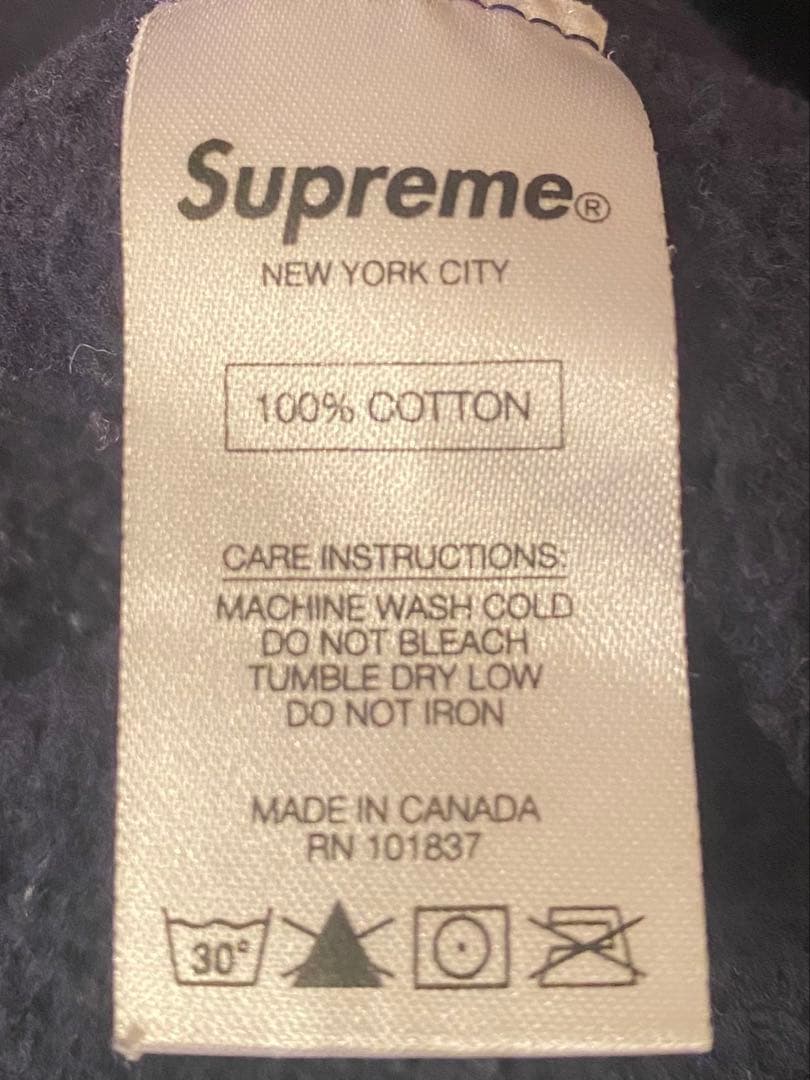 Supreme®
NEW YORK CITY
100% COTTON
CARE INSTRUCTIONS:
MACHINE WASH COLD
DO NOT BLEACH
TUMBLE DRY LOW
DO NOT IRON
MADE IN CANADA
RN 101837
30°